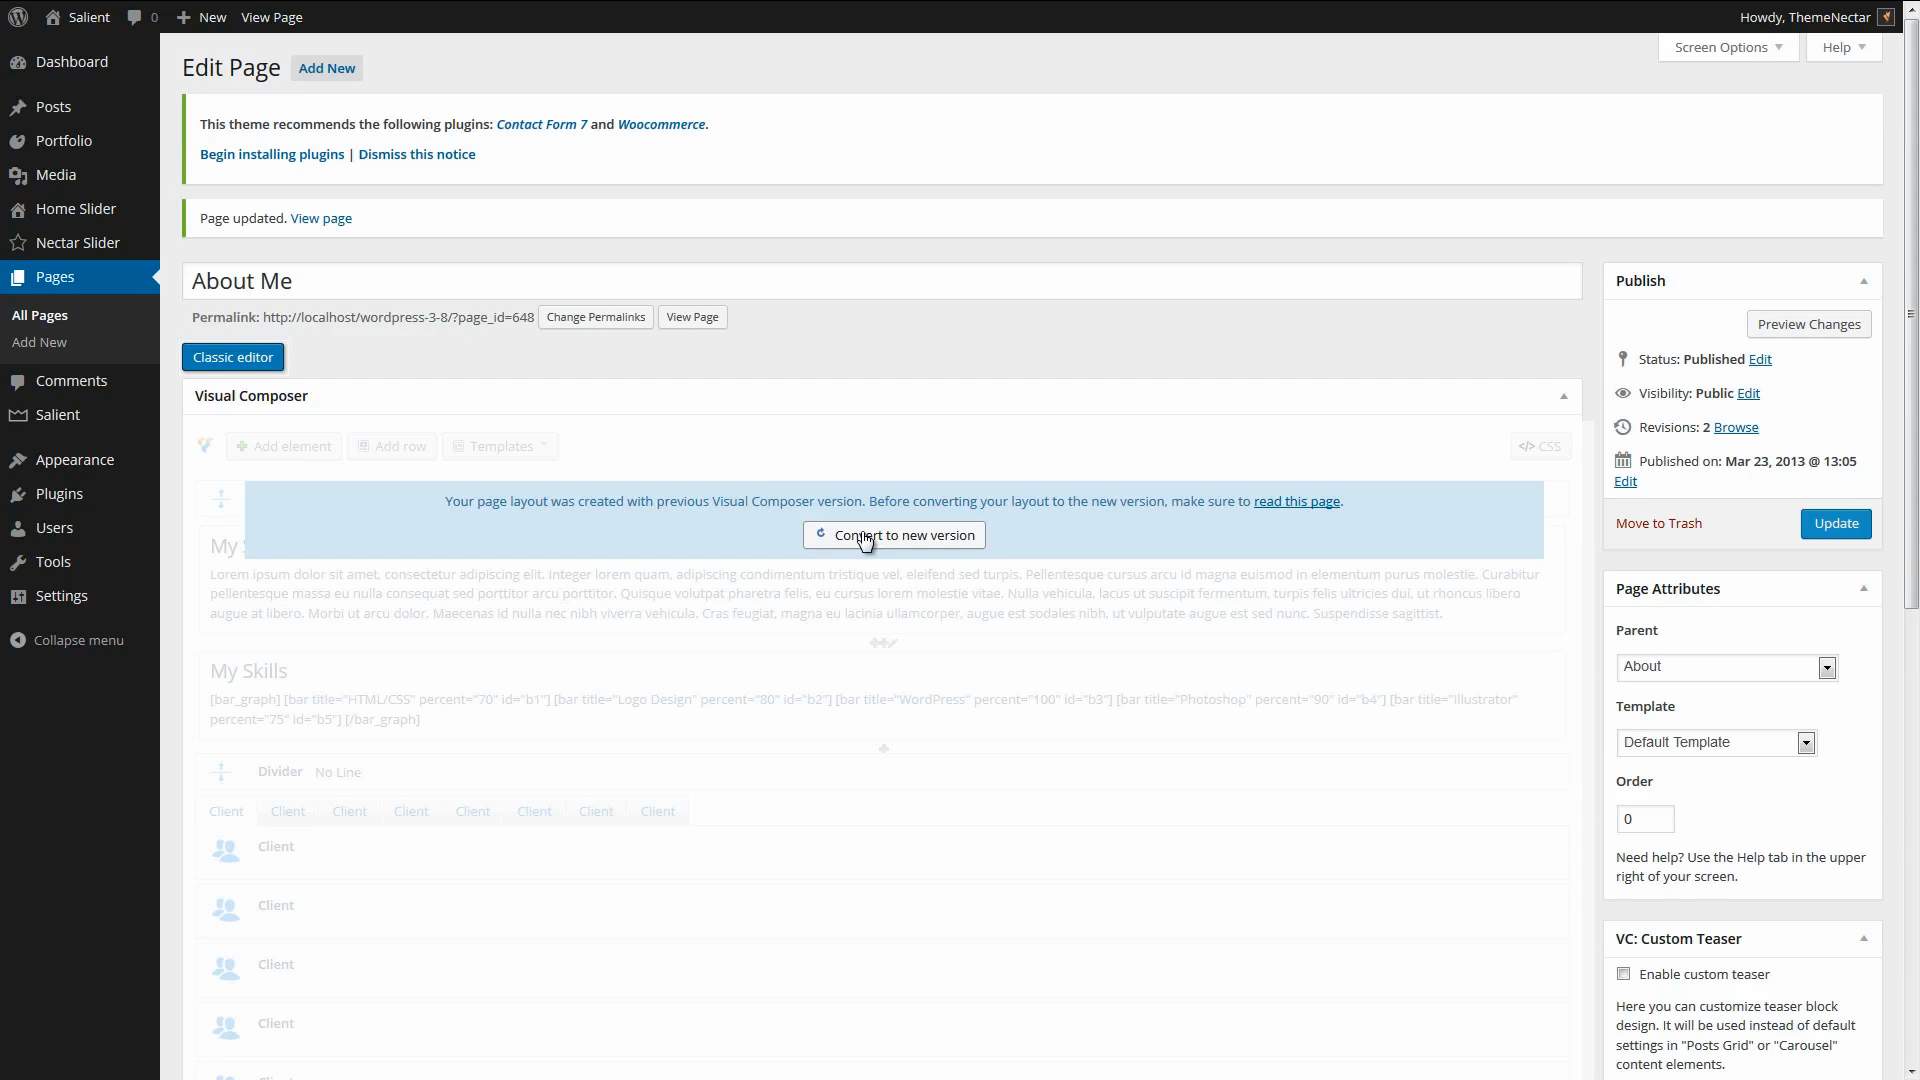 Salient 0 New View Page Howdy, ThemeNectar
Screen Options Help
Dashboard
Posts
Portfolio
Media
Home Slider
Nectar Slider
Pages
All Pages
Add New
Comments
Salient
Appearance
Plugins
Users
Tools
Settings
Collapse menu
Edit Page Add New
This theme recommends the following plugins: Contact Form 7 and Woocommerce.
Begin installing plugins | Dismiss this notice
Page updated. View page
About Me
Permalink: http://localhost/wordpress-3-8/?page_id=648 Change Permalinks View Page
Classic editor
Visual Composer
Add element Add row Templates </> CSS
Your page layout was created with previous Visual Composer version. Before converting your layout to the new version, make sure to read this page.
Convert to new version
My
Lorem ipsum dolor sit amet, consectetur adipiscing elit. Integer lorem quam, adipiscing condimentum tristique vel, eleifend sed turpis. Pellentesque cursus arcu id magna euismod in elementum purus molestie. Curabitur
pellentesque massa eu nulla consequat sed porttitor arcu porttitor. Quisque volutpat pharetra felis, eu cursus lorem molestie vitae. Nulla vehicula, lacus ut suscipit fermentum, turpis felis ultricies dui, ut rhoncus libero
augue at libero. Morbi ut arcu dolor. Maecenas id nulla nec nibh viverra vehicula. Cras feugiat, magna eu lacinia ullamcorper, augue est sodales nibh, ut vulputate augue est sed nunc. Suspendisse sagittist.
My Skills
[bar_graph] [bar title="HTML/CSS" percent="70" id="b1"] [bar title="Logo Design" percent="80" id="b2"] [bar title="WordPress" percent="100" id="b3"] [bar title="Photoshop" percent="90" id="b4"] [bar title="Illustrator"
percent="75" id="b5"] [/bar_graph]
Divider No Line
Client Client Client Client Client Client Client Client
Client
Client
Client
Client
Publish
Preview Changes
Status: Published Edit
Visibility: Public Edit
Revisions: 2 Browse
Published on: Mar 23, 2013 @ 13:05
Edit
Move to Trash Update
Page Attributes
Parent
About
Template
Default Template
Order
0
Need help? Use the Help tab in the upper
right of your screen.
VC: Custom Teaser
Enable custom teaser
Here you can customize teaser block
design. It will be used instead of default
settings in "Posts Grid" or "Carousel"
content elements.